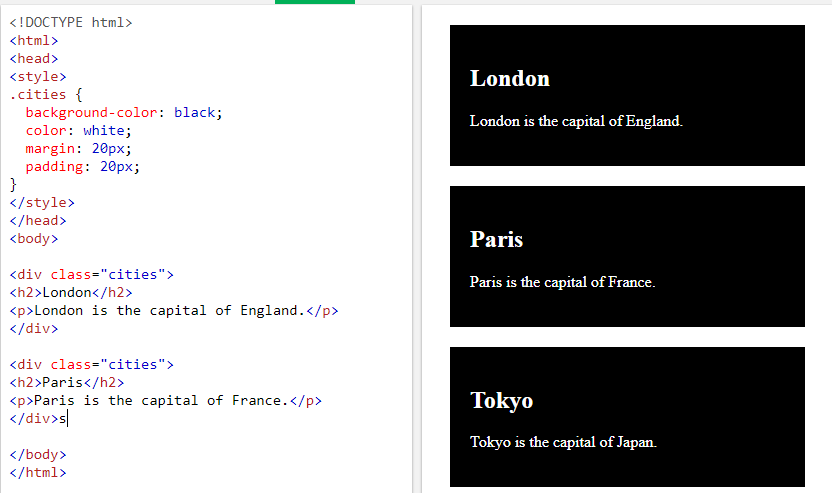 <!DOCTYPE html>
<html>
<head>
<style>
.cities {
  background-color: black;
  color: white;
  margin: 20px;
  padding: 20px;
}
</style>
</head>
<body>

<div class="cities">
<h2>London</h2>
<p>London is the capital of England.</p>
</div>

<div class="cities">
<h2>Paris</h2>
<p>Paris is the capital of France.</p>
</div>s

</body>
</html>
London
London is the capital of England.
Paris
Paris is the capital of France.
Tokyo
Tokyo is the capital of Japan.